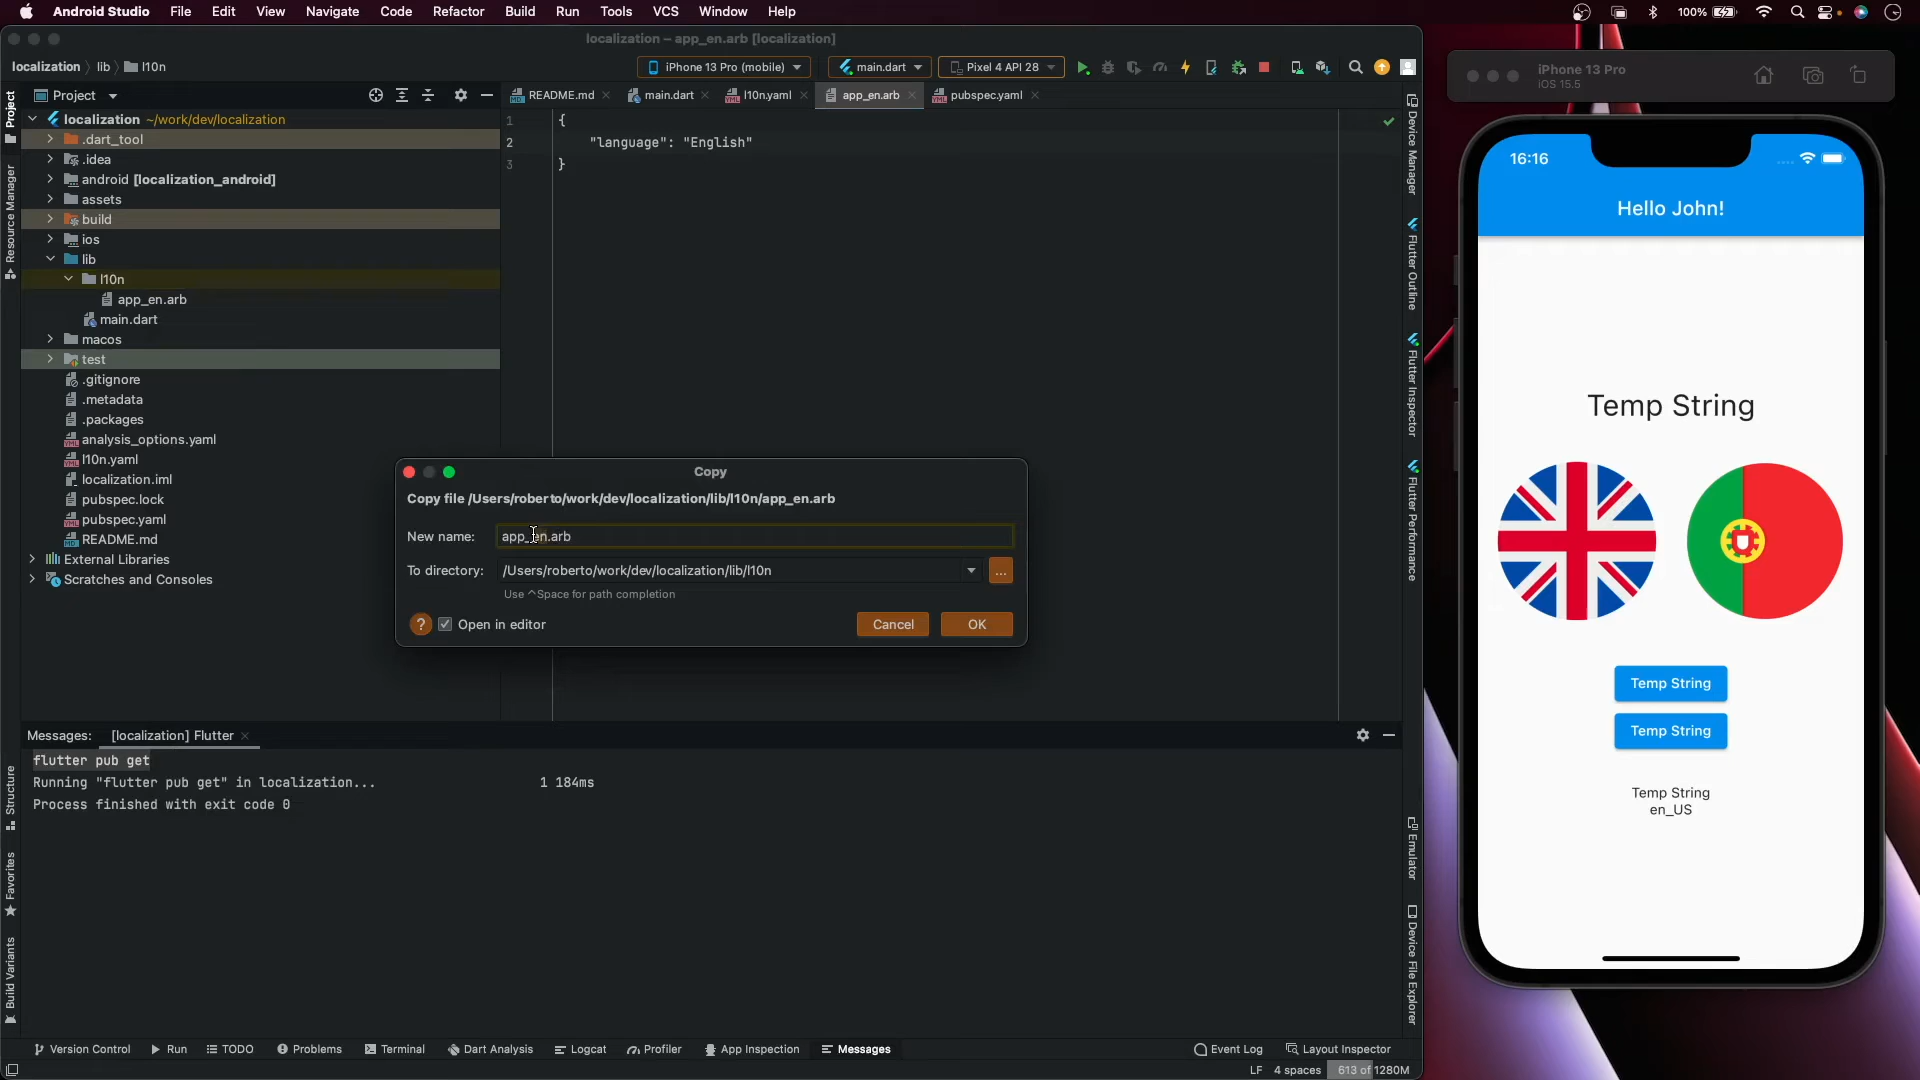 Android Studio File Edit View Navigate Code Refactor Build Run Tools VCS Window Help
100%
localization – app_en.arb [localization]
localization lib l10n
iPhone 13 Pro (mobile) main.dart Pixel 4 API 28
Project
README.md main.dart l10n.yaml app_en.arb pubspec.yaml
localization ~/work/dev/localization
.dart_tool
.idea
android [localization_android]
assets
build
ios
lib
l10n
app_en.arb
main.dart
macos
test
.gitignore
.metadata
.packages
analysis_options.yaml
l10n.yaml
localization.iml
pubspec.lock
pubspec.yaml
README.md
External Libraries
Scratches and Consoles
1 {
2 "language": "English"
3 }
Copy
Copy file /Users/roberto/work/dev/localization/lib/l10n/app_en.arb
New name: app_en.arb
To directory: /Users/roberto/work/dev/localization/lib/l10n
...
Use ^Space for path completion
? Open in editor
Cancel OK
Messages: [localization] Flutter
flutter pub get
Running "flutter pub get" in localization... 1 184ms
Process finished with exit code 0
Project
Resource Manager
Structure
Favorites
Build Variants
Device Manager
Flutter Outline
Flutter Inspector
Flutter Performance
Emulator
Device File Explorer
Version Control Run TODO Problems Terminal Dart Analysis Logcat Profiler App Inspection Messages Event Log Layout Inspector
LF 4 spaces 613 of 1280M
iPhone 13 Pro
iOS 15.5
16:16
Hello John!
Temp String
Temp String
Temp String
Temp String
en_US